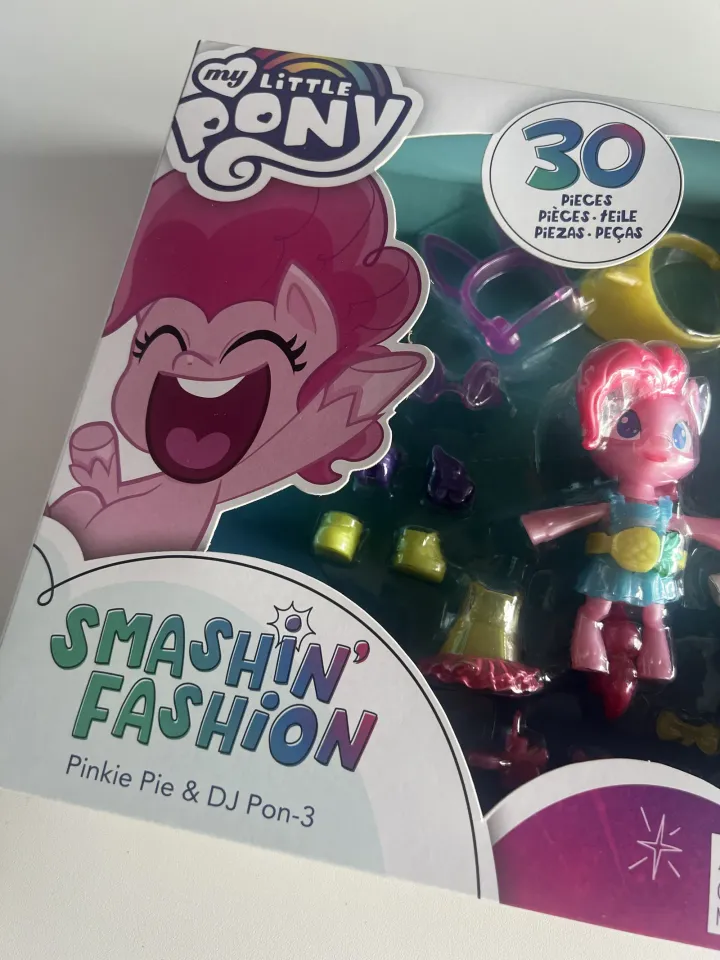 my LiTTLE
PONY
30
PiECES
PiÈCES · TEILE
PiEZAS · PEÇAS
SMASHiN'
FASHiON
Pinkie Pie & DJ Pon-3